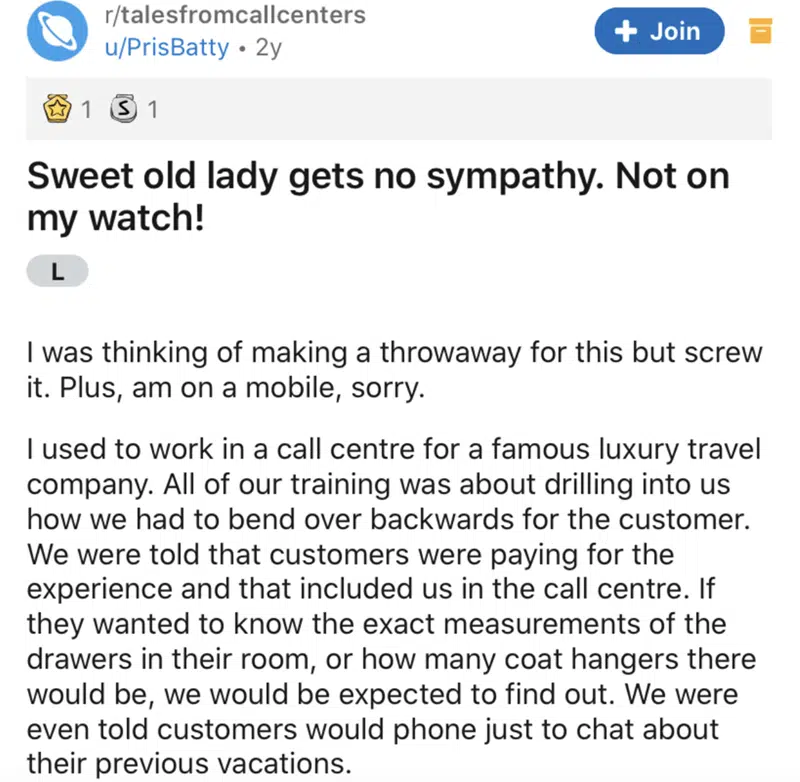 r/talesfromcallcenters
u/PrisBatty • 2y
+ Join
1 S 1
Sweet old lady gets no sympathy. Not on
my watch!
L
I was thinking of making a throwaway for this but screw
it. Plus, am on a mobile, sorry.
I used to work in a call centre for a famous luxury travel
company. All of our training was about drilling into us
how we had to bend over backwards for the customer.
We were told that customers were paying for the
experience and that included us in the call centre. If
they wanted to know the exact measurements of the
drawers in their room, or how many coat hangers there
would be, we would be expected to find out. We were
even told customers would phone just to chat about
their previous vacations.